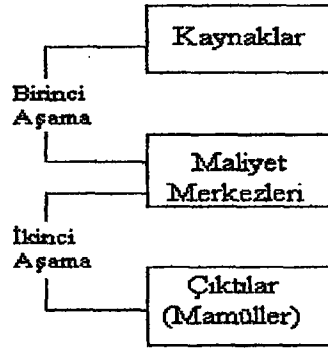 Kaynaklar
Birinci
Aşama
Maliyet
Merkezleri
İkinci
Aşama
Çıktılar
(Mamüller)